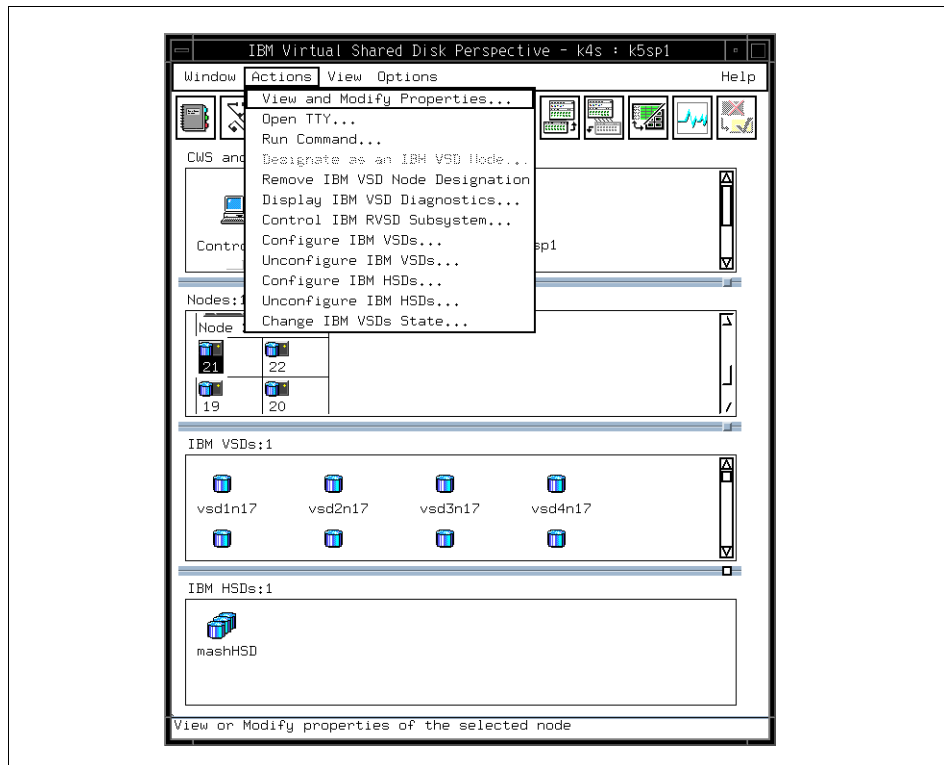 IBM Virtual Shared Disk Perspective - k4s : k5sp1
Window Actions View Options Help
View and Modify Properties...
Open TTY...
Run Command...
CWS and
Designate as an IBM VSD Node...
Remove IBM VSD Node Designation
Display IBM VSD Diagnostics...
Control IBM RVSD Subsystem...
Contro
Configure IBM VSDs...
sp1
Unconfigure IBM VSDs...
Configure IBM HSDs...
Nodes:1
Unconfigure IBM HSDs...
Node
Change IBM VSDs State...
21 22
19 20
IBM VSDs:1
vsd1n17 vsd2n17 vsd3n17 vsd4n17
IBM HSDs:1
mashHSD
View or Modify properties of the selected node